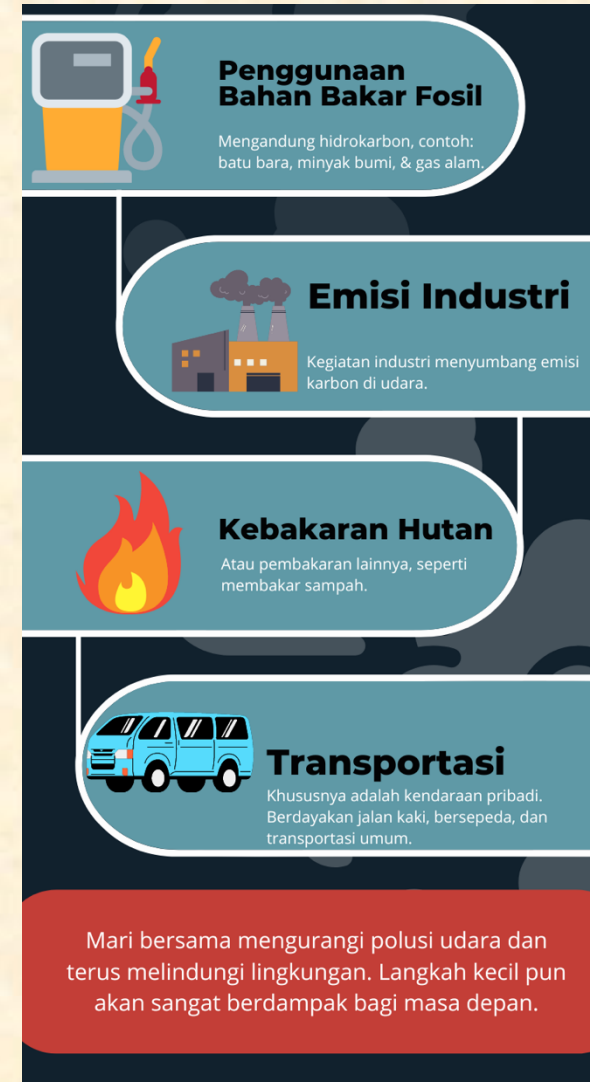 Penggunaan
Bahan Bakar Fosil
Mengandung hidrokarbon, contoh:
batu bara, minyak bumi, & gas alam.
Emisi Industri
Kegiatan industri menyumbang emisi
karbon di udara.
Kebakaran Hutan
Atau pembakaran lainnya, seperti
membakar sampah.
Transportasi
Khususnya adalah kendaraan pribadi.
Berdayakan jalan kaki, bersepeda, dan
transportasi umum.
Mari bersama mengurangi polusi udara dan
terus melindungi lingkungan. Langkah kecil pun
akan sangat berdampak bagi masa depan.